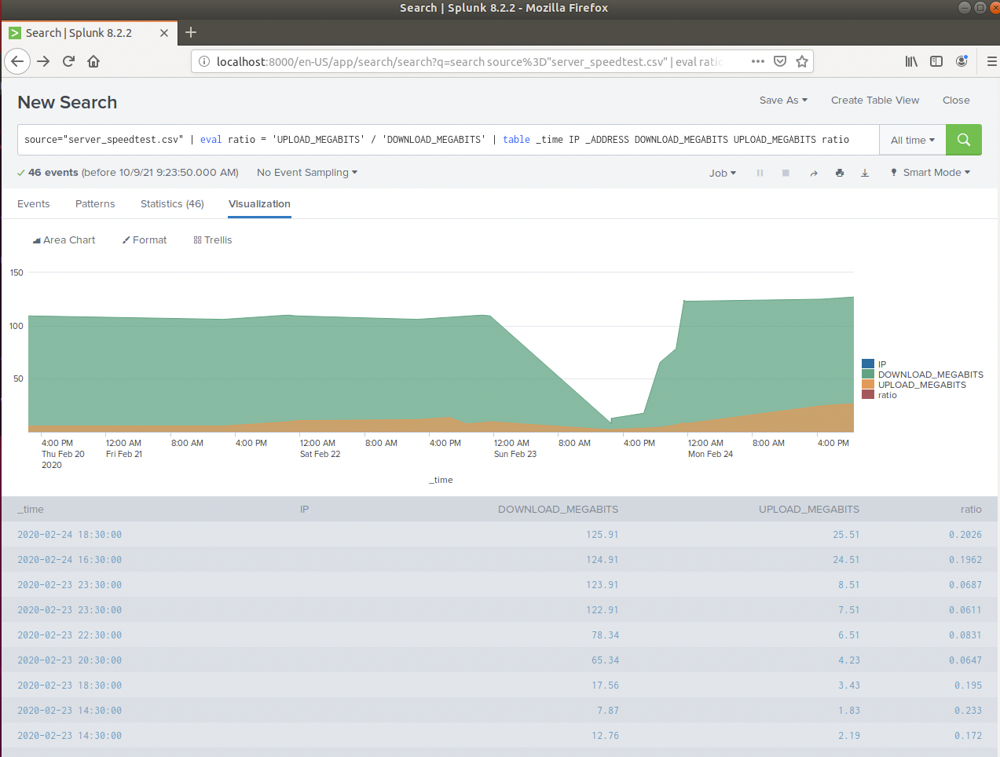 Search | Splunk 8.2.2 - Mozilla Firefox
Search | Splunk 8.2.2
localhost:8000/en-US/app/search/search?q=search source%3D"server_speedtest.csv" | eval ratio
New Search
Save As
Create Table View
Close
source="server_speedtest.csv" | eval ratio = 'UPLOAD_MEGABITS' / 'DOWNLOAD_MEGABITS' | table _time IP _ADDRESS DOWNLOAD_MEGABITS UPLOAD_MEGABITS ratio
All time
46 events (before 10/9/21 9:23:50.000 AM)
No Event Sampling
Job
Smart Mode
Events Patterns Statistics (46) Visualization
Area Chart Format Trellis
150
100
50
IP
DOWNLOAD_MEGABITS
UPLOAD_MEGABITS
ratio
4:00 PM 12:00 AM 8:00 AM 4:00 PM 12:00 AM 8:00 AM 4:00 PM 12:00 AM 8:00 AM 4:00 PM 12:00 AM 8:00 AM 4:00 PM
Thu Feb 20 Fri Feb 21 Sat Feb 22 Sun Feb 23 Mon Feb 24
2020
_time
_time IP DOWNLOAD_MEGABITS UPLOAD_MEGABITS ratio
2020-02-24 18:30:00 125.91 25.51 0.2026
2020-02-24 16:30:00 124.91 24.51 0.1962
2020-02-23 23:30:00 123.91 8.51 0.0687
2020-02-23 23:30:00 122.91 7.51 0.0611
2020-02-23 22:30:00 78.34 6.51 0.0831
2020-02-23 20:30:00 65.34 4.23 0.0647
2020-02-23 18:30:00 17.56 3.43 0.195
2020-02-23 14:30:00 7.87 1.83 0.233
2020-02-23 14:30:00 12.76 2.19 0.172